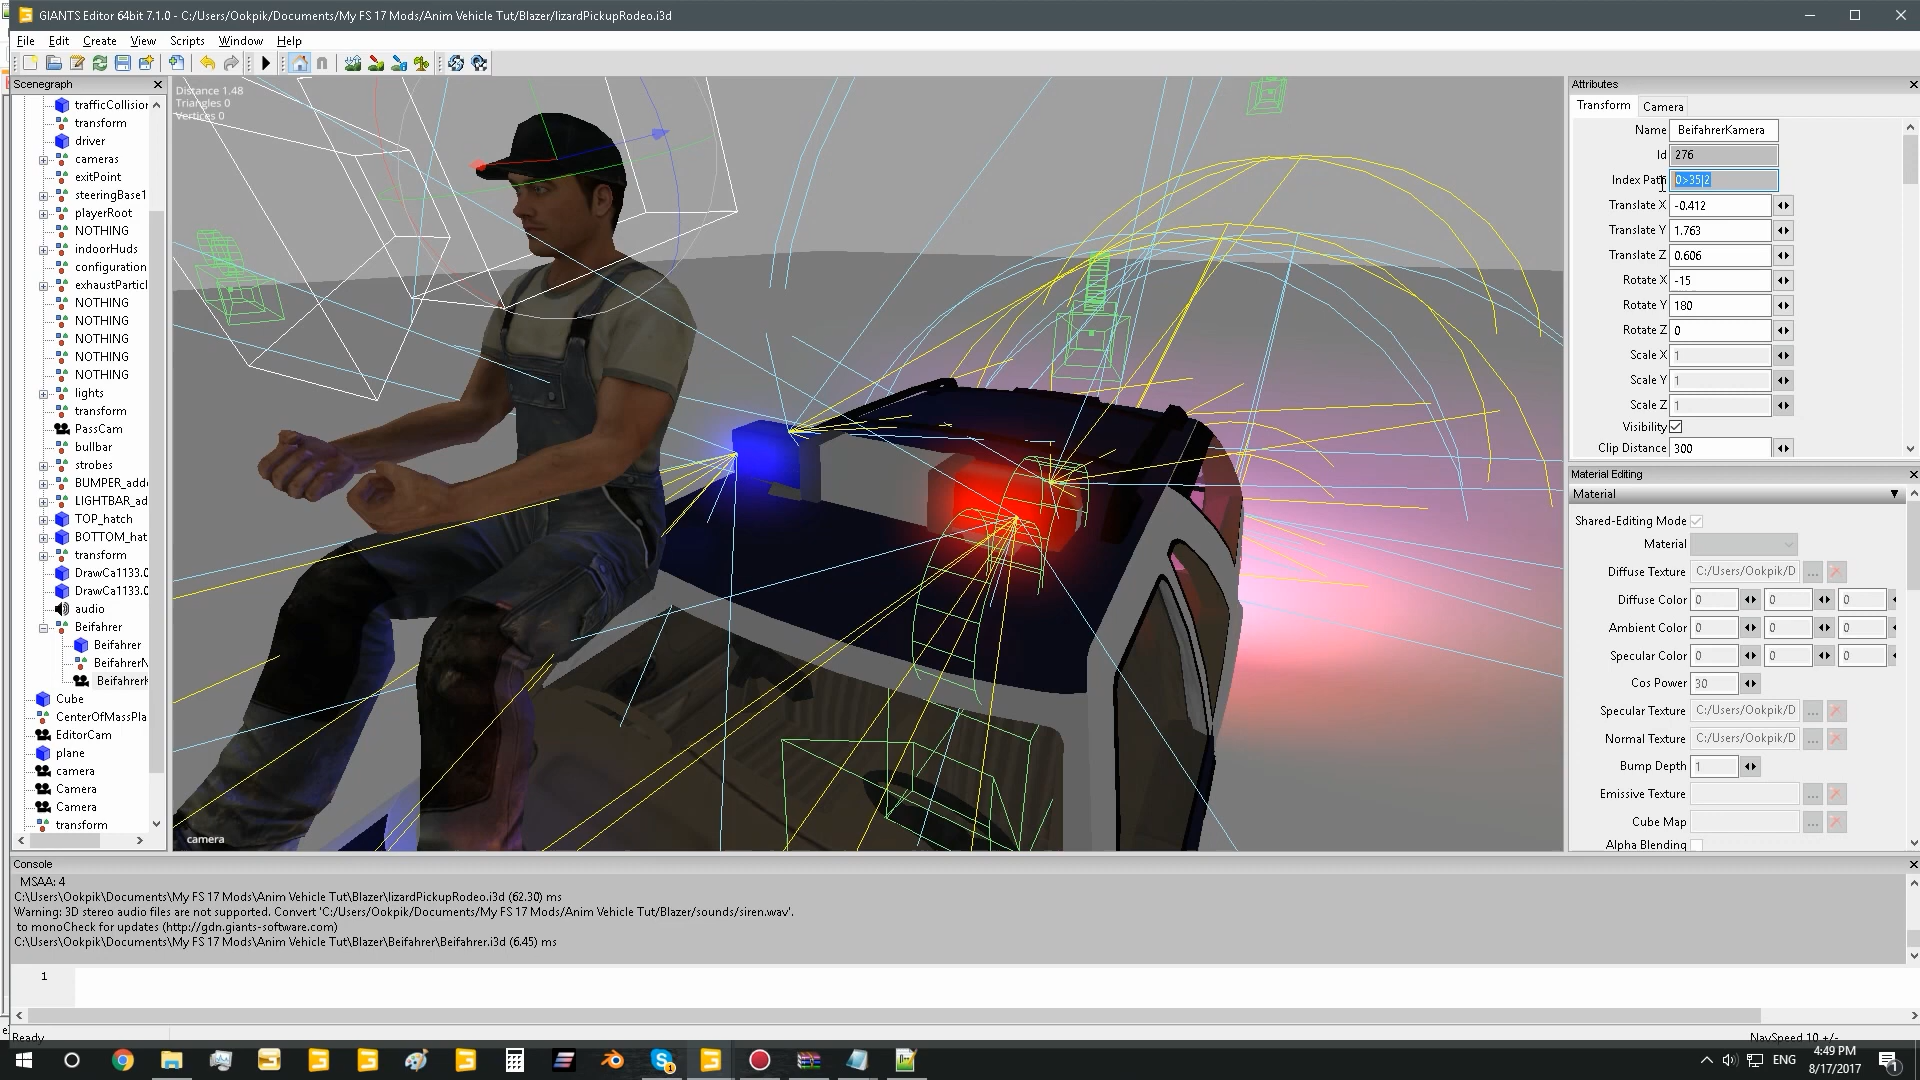 GIANTS Editor 64bit 7.1.0 - C:/Users/Ookpik/Documents/My FS 17 Mods/Anim Vehicle Tut/Blazer/lizardPickupRodeo.i3d
File Edit Create View Scripts Window Help
Scenegraph
trafficCollision
transform
driver
cameras
exitPoint
steeringBase1
playerRoot
NOTHING
indoorHuds
configuration
exhaustParticl
NOTHING
NOTHING
NOTHING
NOTHING
NOTHING
lights
transform
PassCam
bullbar
strobes
BUMPER_adde
LIGHTBAR_ad
TOP_hatch
BOTTOM_hat
transform
DrawCa1133.0
DrawCa1133.0
audio
Beifahrer
Beifahrer
BeifahrerN
BeifahrerK
Cube
CenterOfMassPla
EditorCam
plane
camera
Camera
Camera
transform
Distance 1.48
Triangles 0
Vertices 0
camera
Attributes
Transform Camera
Name BeifahrerKamera
Id 276
Index Path 0>35|2
Translate X -0.412
Translate Y 1.763
Translate Z 0.606
Rotate X -15
Rotate Y 180
Rotate Z 0
Scale X 1
Scale Y 1
Scale Z 1
Visibility
Clip Distance 300
Material Editing
Material
Shared-Editing Mode
Material
Diffuse Texture C:/Users/Ookpik/D ...
Diffuse Color 0 0 0
Ambient Color 0 0 0
Specular Color 0 0 0
Cos Power 30
Specular Texture C:/Users/Ookpik/D ...
Normal Texture C:/Users/Ookpik/D ...
Bump Depth 1
Emissive Texture ...
Cube Map ...
Alpha Blending
Console
MSAA: 4
C:\Users\Ookpik\Documents\My FS 17 Mods\Anim Vehicle Tut\Blazer\lizardPickupRodeo.i3d (62.30) ms
Warning: 3D stereo audio files are not supported. Convert 'C:/Users/Ookpik/Documents/My FS 17 Mods/Anim Vehicle Tut/Blazer/sounds/siren.wav'.
to monoCheck for updates (http://gdn.giants-software.com)
C:\Users\Ookpik\Documents\My FS 17 Mods\Anim Vehicle Tut\Blazer\Beifahrer\Beifahrer.i3d (6.45) ms
1
Ready
NavSpeed 10 +/-
ENG
4:49 PM
8/17/2017